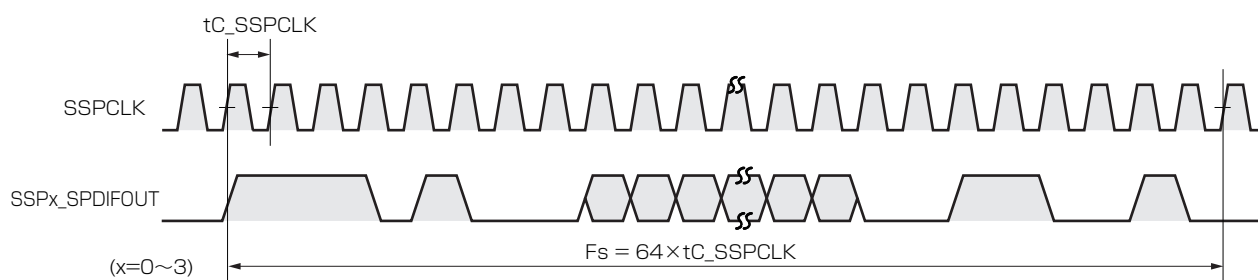 tC_SSPCLK
SSPCLK
SSPx_SPDIFOUT
Fs = 64×tC_SSPCLK
(x=0～3)